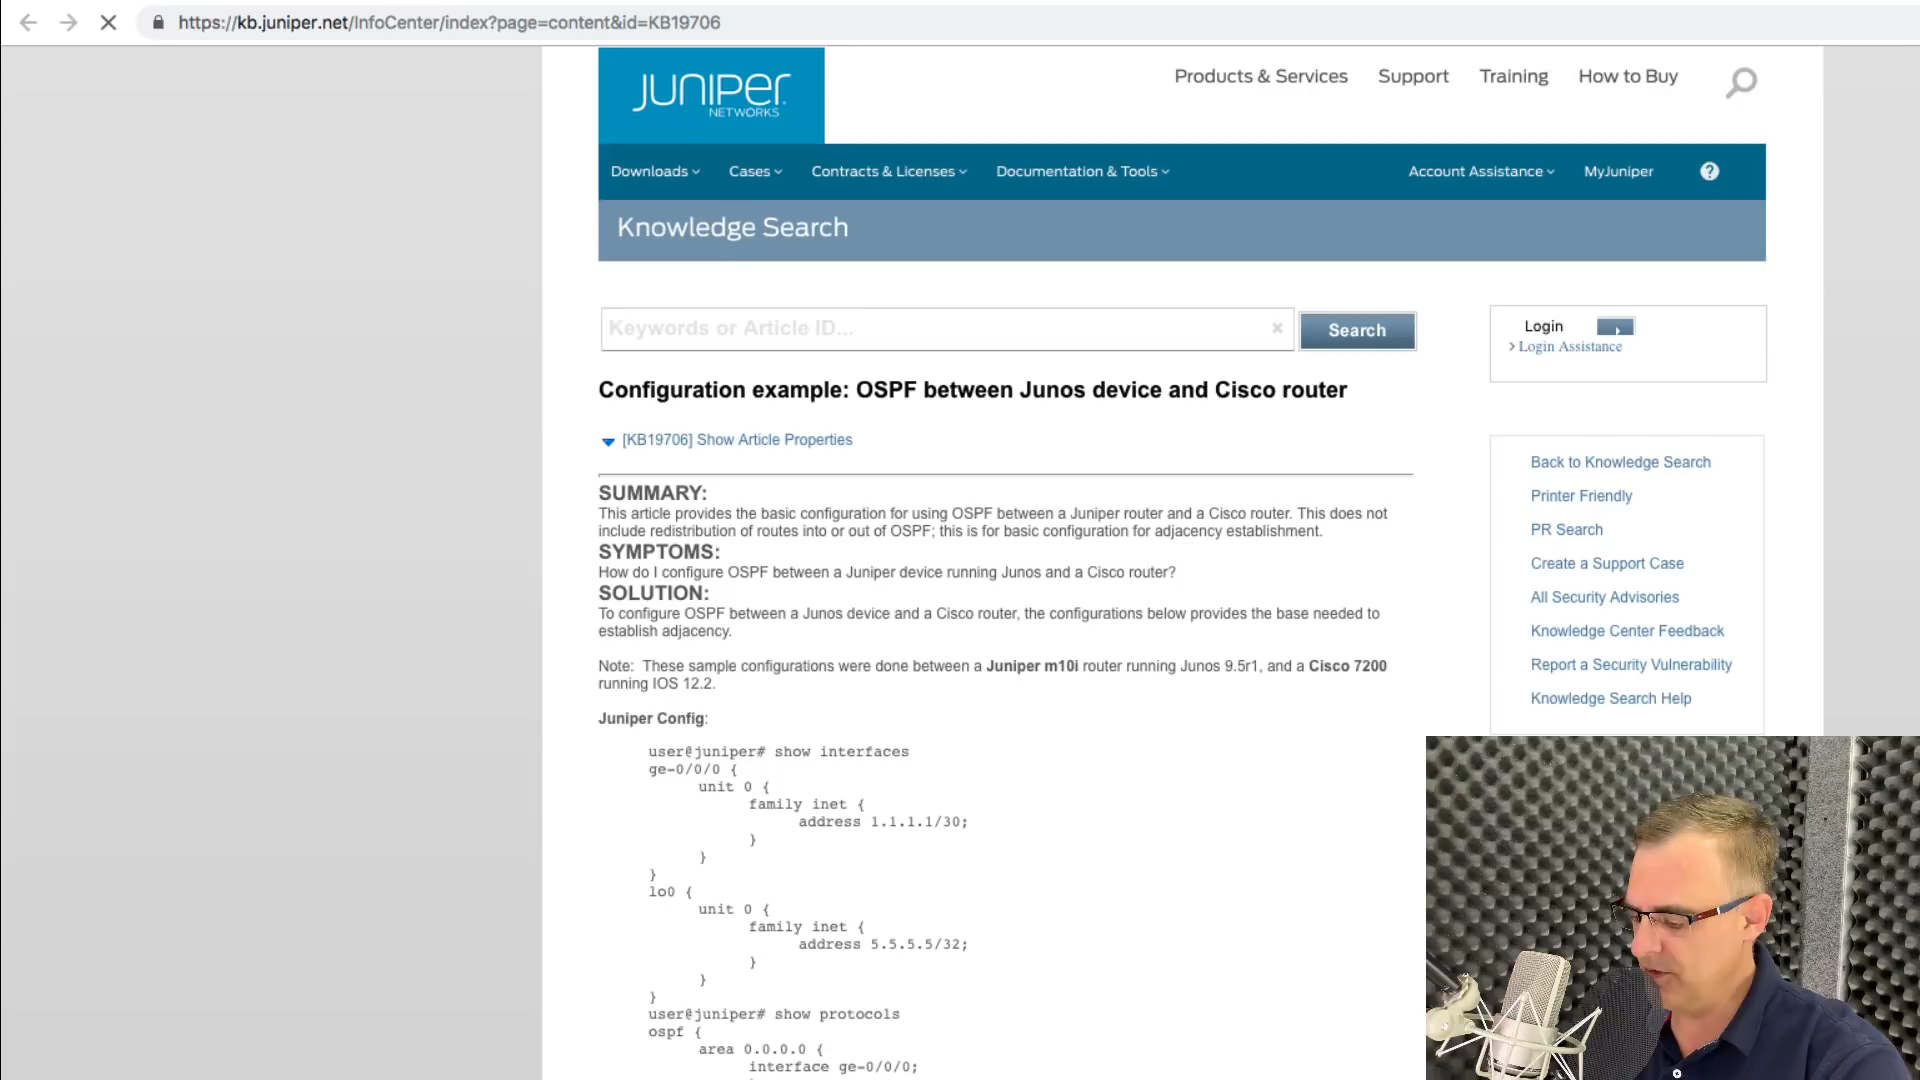 https://kb.juniper.net/InfoCenter/index?page=content&id=KB19706
JUNIPER
NETWORKS
Products & Services Support Training How to Buy
Downloads Cases Contracts & Licenses Documentation & Tools Account Assistance MyJuniper ?
Knowledge Search
Keywords or Article ID... × Search
Login
Login Assistance
Configuration example: OSPF between Junos device and Cisco router
[KB19706] Show Article Properties
SUMMARY:
This article provides the basic configuration for using OSPF between a Juniper router and a Cisco router. This does not
include redistribution of routes into or out of OSPF; this is for basic configuration for adjacency establishment.
SYMPTOMS:
How do I configure OSPF between a Juniper device running Junos and a Cisco router?
SOLUTION:
To configure OSPF between a Junos device and a Cisco router, the configurations below provides the base needed to
establish adjacency.
Note: These sample configurations were done between a Juniper m10i router running Junos 9.5r1, and a Cisco 7200
running IOS 12.2.
Juniper Config:
user@juniper# show interfaces
ge-0/0/0 {
unit 0 {
family inet {
address 1.1.1.1/30;
}
}
}
lo0 {
unit 0 {
family inet {
address 5.5.5.5/32;
}
}
}
user@juniper# show protocols
ospf {
area 0.0.0.0 {
interface ge-0/0/0;
Back to Knowledge Search
Printer Friendly
PR Search
Create a Support Case
All Security Advisories
Knowledge Center Feedback
Report a Security Vulnerability
Knowledge Search Help